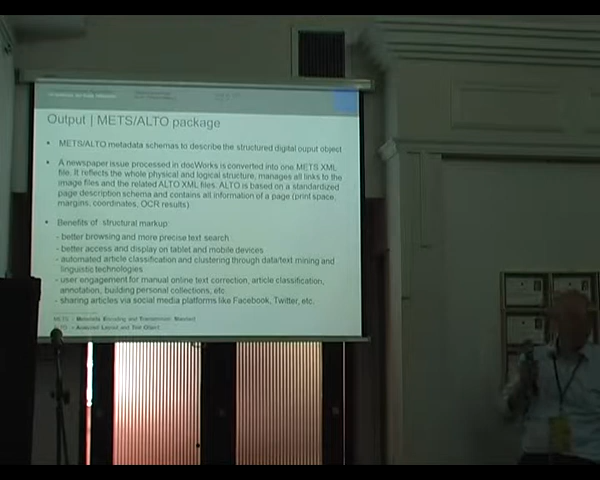 Output | METS/ALTO package
• METS/ALTO metadata schemas to describe the structured digital ouput object
• A newspaper issue processed in docWorks is converted into one METS XML
file. It reflects the whole physical and logical structure, manages all links to the
image files and the related ALTO XML files. ALTO is based on a standardized
page description schema and contains all information of a page (print space,
margins, coordinates, OCR results)
• Benefits of structural markup
- better browsing and more precise text search
- better access and display on tablet and mobile devices
- automated article classification and clustering through data/text mining and
linguistic technologies
- user engagement for manual online text correction, article classification,
annotation, building personal collections, etc.
- sharing articles via social media platforms like Facebook, Twitter, etc.
METS - Metadata Encoding and Transmission Standard
- Analyzed Layout and Text Object